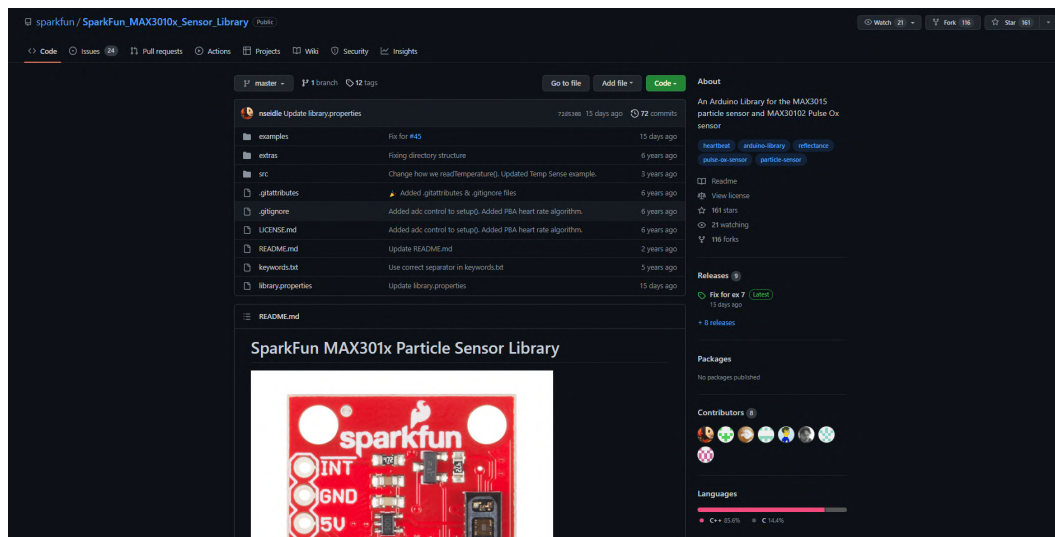 sparkfun / SparkFun_MAX3010x_Sensor_Library Public
Watch 21 Fork 116 Star 161
Code Issues 24 Pull requests Actions Projects Wiki Security Insights
master 1 branch 12 tags Go to file Add file Code
nseidle Update library.properties 15 days ago 72 commits
examples Fix for #45 15 days ago
extras Fixing directory structure 6 years ago
src Change how we readTemperature(). Updated Temp Sense example. 3 years ago
.gitattributes Added .gitattributes & .gitignore files 6 years ago
.gitignore Added adc control to setup(). Added PBA heart rate algorithm. 6 years ago
LICENSE.md Added adc control to setup(). Added PBA heart rate algorithm. 6 years ago
README.md Update README.md 2 years ago
keywords.txt Use correct separator in keywords.txt 5 years ago
library.properties Update library.properties 15 days ago
README.md
SparkFun MAX301x Particle Sensor Library
sparkfun
INT
GND
5V
About
An Arduino Library for the MAX3015
particle sensor and MAX30102 Pulse Ox
sensor
heartbeat arduino-library reflectance
pulse-ox-sensor particle-sensor
Readme
View license
161 stars
21 watching
116 forks
Releases 9
Fix for ex 7 Latest
15 days ago
+ 8 releases
Packages
No packages published
Contributors 8
Languages
C++ 85.6% C 14.4%